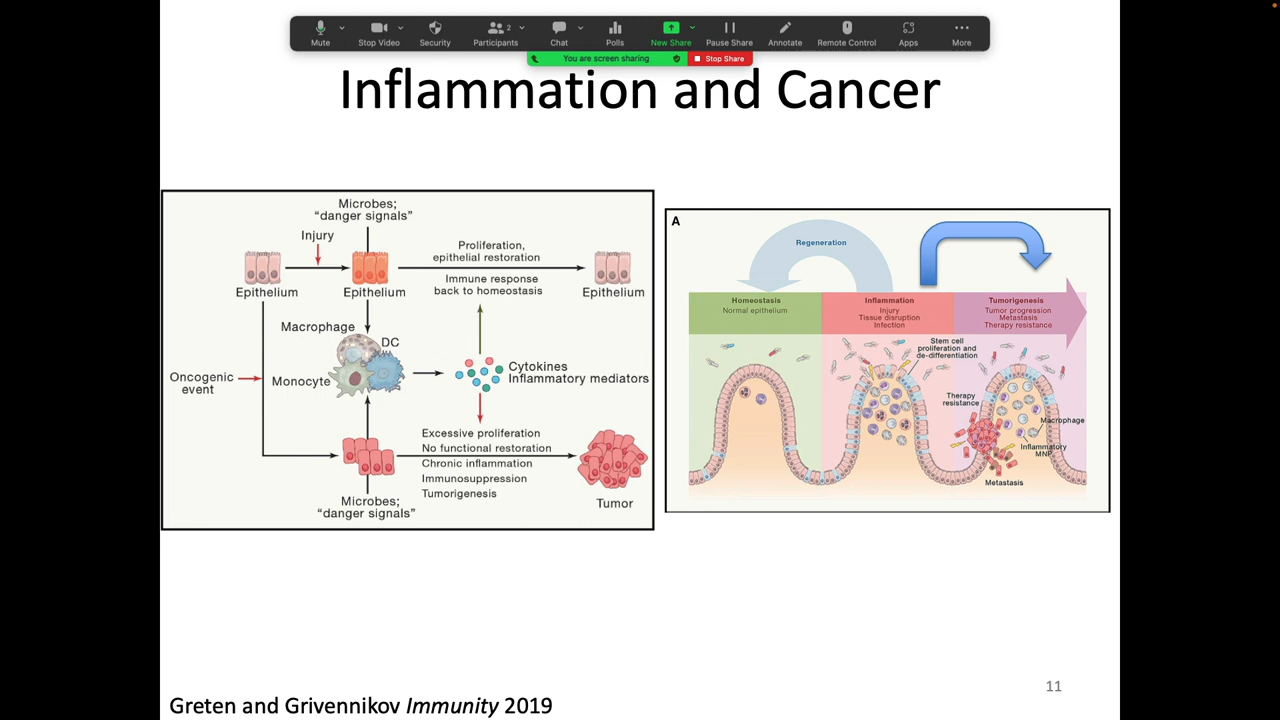 Mute
Stop Video
Security
Participants
2
Chat
Polls
New Share
Pause Share
Annotate
Remote Control
Apps
More
You are screen sharing
Stop Share
Inflammation and Cancer
Microbes;
“danger signals”
Injury
Proliferation,
epithelial restoration
Immune response
back to homeostasis
Epithelium
Epithelium
Epithelium
Macrophage
DC
Monocyte
Oncogenic
event
Cytokines
Inflammatory mediators
Excessive proliferation
No functional restoration
Chronic inflammation
Immunosuppression
Tumorigenesis
Microbes;
“danger signals”
Tumor
A
Regeneration
Homeostasis
Normal epithelium
Inflammation
Injury
Tissue disruption
Infection
Tumorigenesis
Tumor progression
Metastasis
Therapy resistance
Stem cell
proliferation and
de-differentiation
Therapy
resistance
Macrophage
Inflammatory
MNP
Metastasis
11
Greten and Grivennikov Immunity 2019